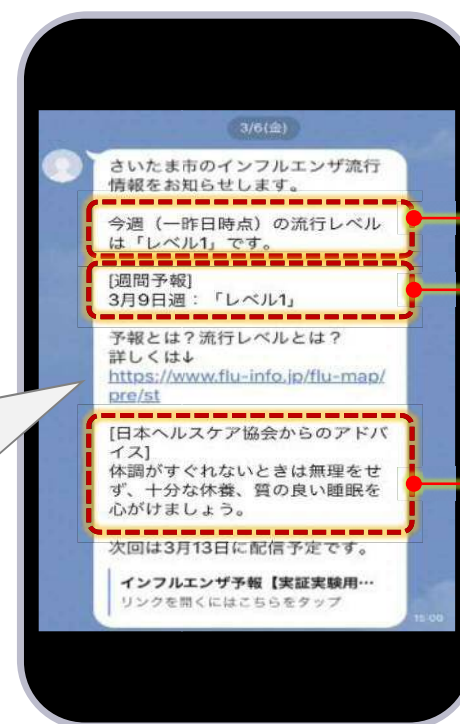 3/6(金)
さいたま市のインフルエンザ流行
情報をお知らせします。
今週（一昨日時点）の流行レベル
は「レベル1」です。
[週間予報]
3月9日週：「レベル1」
予報とは？流行レベルとは？
詳しくは↓
https://www.flu-info.jp/flu-map/
pre/st
[日本ヘルスケア協会からのアドバ
イス]
体調がすぐれないときは無理をせ
ず、十分な休養、質の良い睡眠を
心がけましょう。
次回は3月13日に配信予定です。
インフルエンザ予報【実証実験用…
リンクを開くにはこちらをタップ
15:00